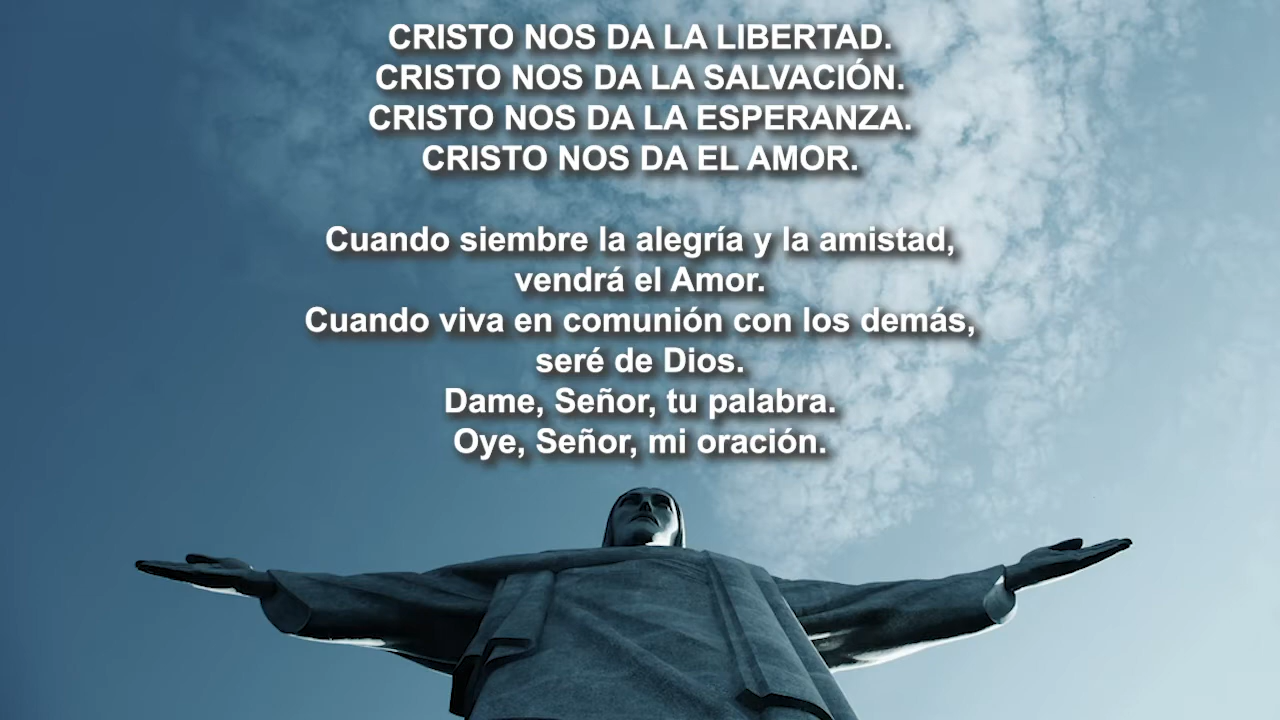 CRISTO NOS DA LA LIBERTAD.
CRISTO NOS DA LA SALVACIÓN.
CRISTO NOS DA LA ESPERANZA.
CRISTO NOS DA EL AMOR.
Cuando siembre la alegría y la amistad,
vendrá el Amor.
Cuando viva en comunión con los demás,
seré de Dios.
Dame, Señor, tu palabra.
Oye, Señor, mi oración.